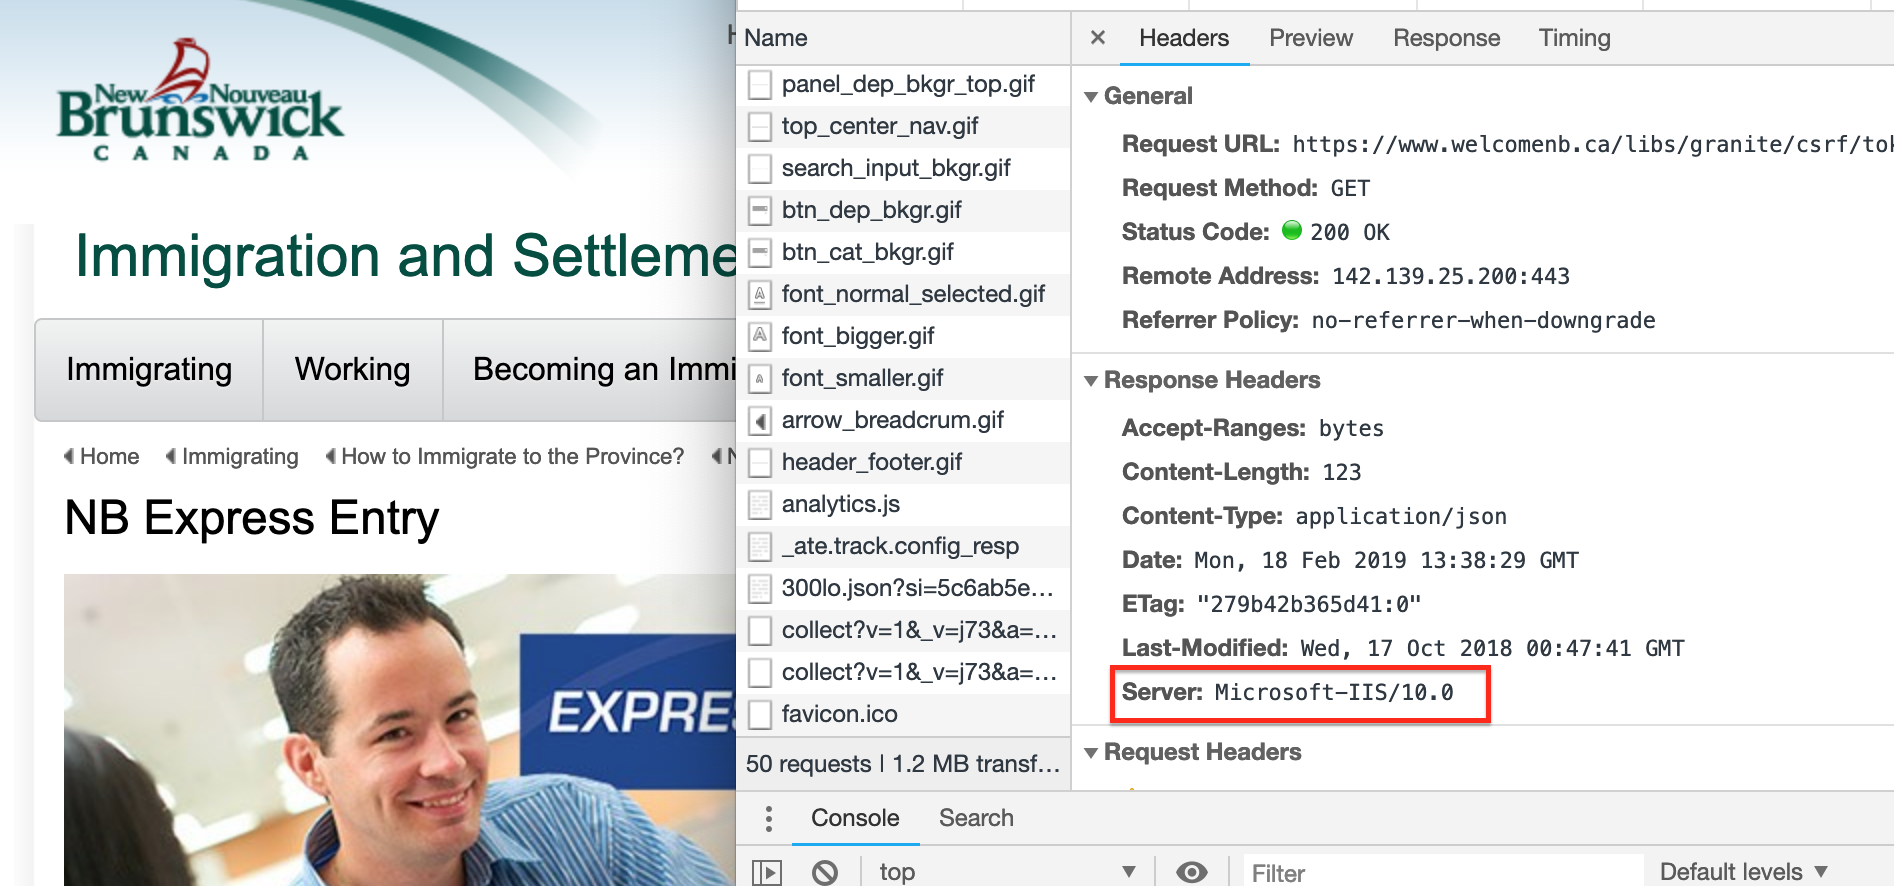 New Nouveau
Brunswick
CANADA
Immigration and Settleme
Immigrating
Working
Becoming an Immi
Home
Immigrating
How to Immigrate to the Province?
N
NB Express Entry
EXPRE
H
Name
panel_dep_bkgr_top.gif
top_center_nav.gif
search_input_bkgr.gif
btn_dep_bkgr.gif
btn_cat_bkgr.gif
font_normal_selected.gif
font_bigger.gif
font_smaller.gif
arrow_breadcrum.gif
header_footer.gif
analytics.js
_ate.track.config_resp
300lo.json?si=5c6ab5e...
collect?v=1&_v=j73&a=...
collect?v=1&_v=j73&a=...
favicon.ico
50 requests | 1.2 MB transf...
× Headers Preview Response Timing
General
Request URL: https://www.welcomenb.ca/libs/granite/csrf/tok
Request Method: GET
Status Code: 200 OK
Remote Address: 142.139.25.200:443
Referrer Policy: no-referrer-when-downgrade
Response Headers
Accept-Ranges: bytes
Content-Length: 123
Content-Type: application/json
Date: Mon, 18 Feb 2019 13:38:29 GMT
ETag: "279b42b365d41:0"
Last-Modified: Wed, 17 Oct 2018 00:47:41 GMT
Server: Microsoft-IIS/10.0
Request Headers
Console Search
top
Filter
Default levels